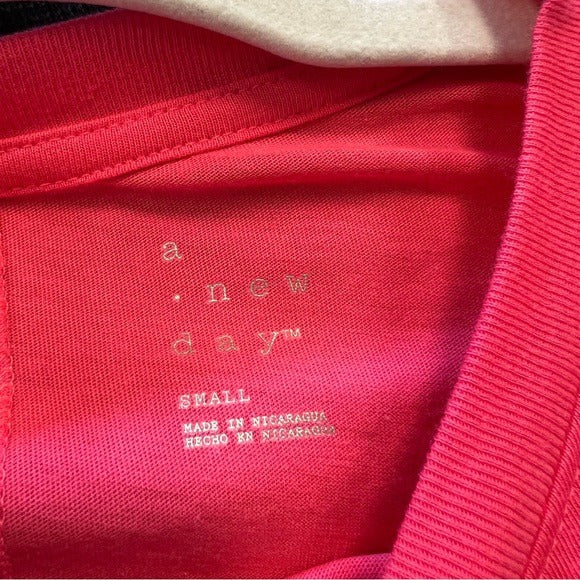 a
. new
day™
SMALL
MADE IN NICARAGUA
HECHO EN NICARAGUA